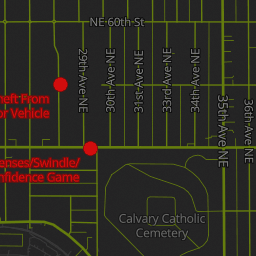 NE 60th St
29th Ave NE
30th Ave NE
31st Ave NE
33rd Ave NE
34th Ave NE
35th Ave NE
36th Ave NE
heft From
or Vehicle
enses/Swindle/
nfidence Game
Calvary Catholic
Cemetery